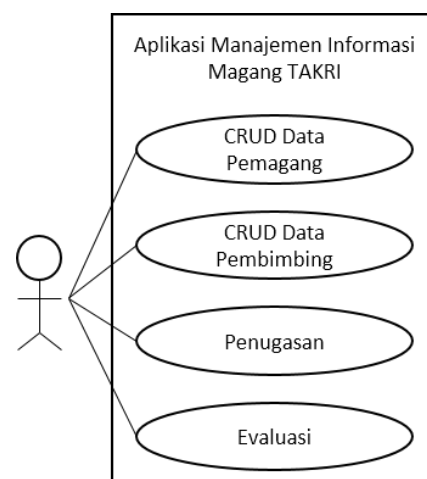 Aplikasi Manajemen Informasi
Magang TAKRI
CRUD Data
Pemagang
CRUD Data
Pembimbing
Penugasan
Evaluasi